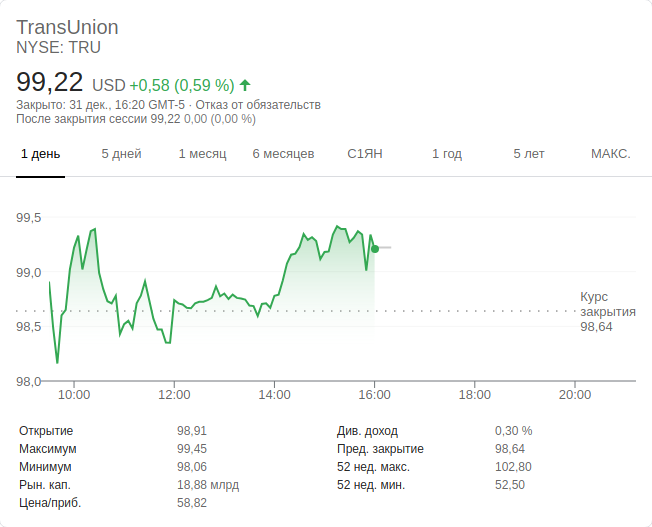 TransUnion
NYSE: TRU
99,22 USD +0,58 (0,59 %)
Закрыто: 31 дек., 16:20 GMT-5 · Отказ от обязательств
После закрытия сессии 99,22 0,00 (0,00 %)
1 день 5 дней 1 месяц 6 месяцев С1ЯН 1 год 5 лет МАКС.
99,5
99,0
98,5
98,0
Курс
закрытия
98,64
10:00 12:00 14:00 16:00 18:00 20:00
Открытие 98,91 Див. доход 0,30 %
Максимум 99,45 Пред. закрытие 98,64
Минимум 98,06 52 нед. макс. 102,80
Рын. кап. 18,88 млрд 52 нед. мин. 52,50
Цена/приб. 58,82